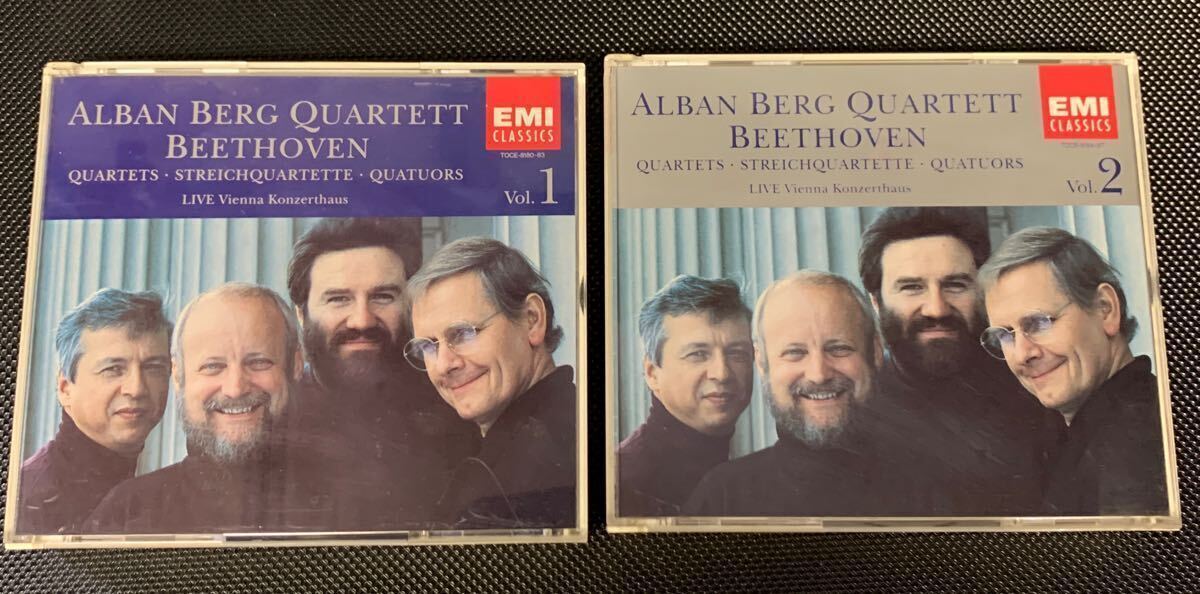 ALBAN BERG QUARTETT
BEETHOVEN
QUARTETS · STREICHQUARTETTE · QUATUORS
LIVE Vienna Konzerthaus
Vol. 1
EMI
CLASSICS
TOCE-8180-83
ALBAN BERG QUARTETT
BEETHOVEN
QUARTETS · STREICHQUARTETTE · QUATUORS
LIVE Vienna Konzerthaus
Vol. 2
EMI
CLASSICS